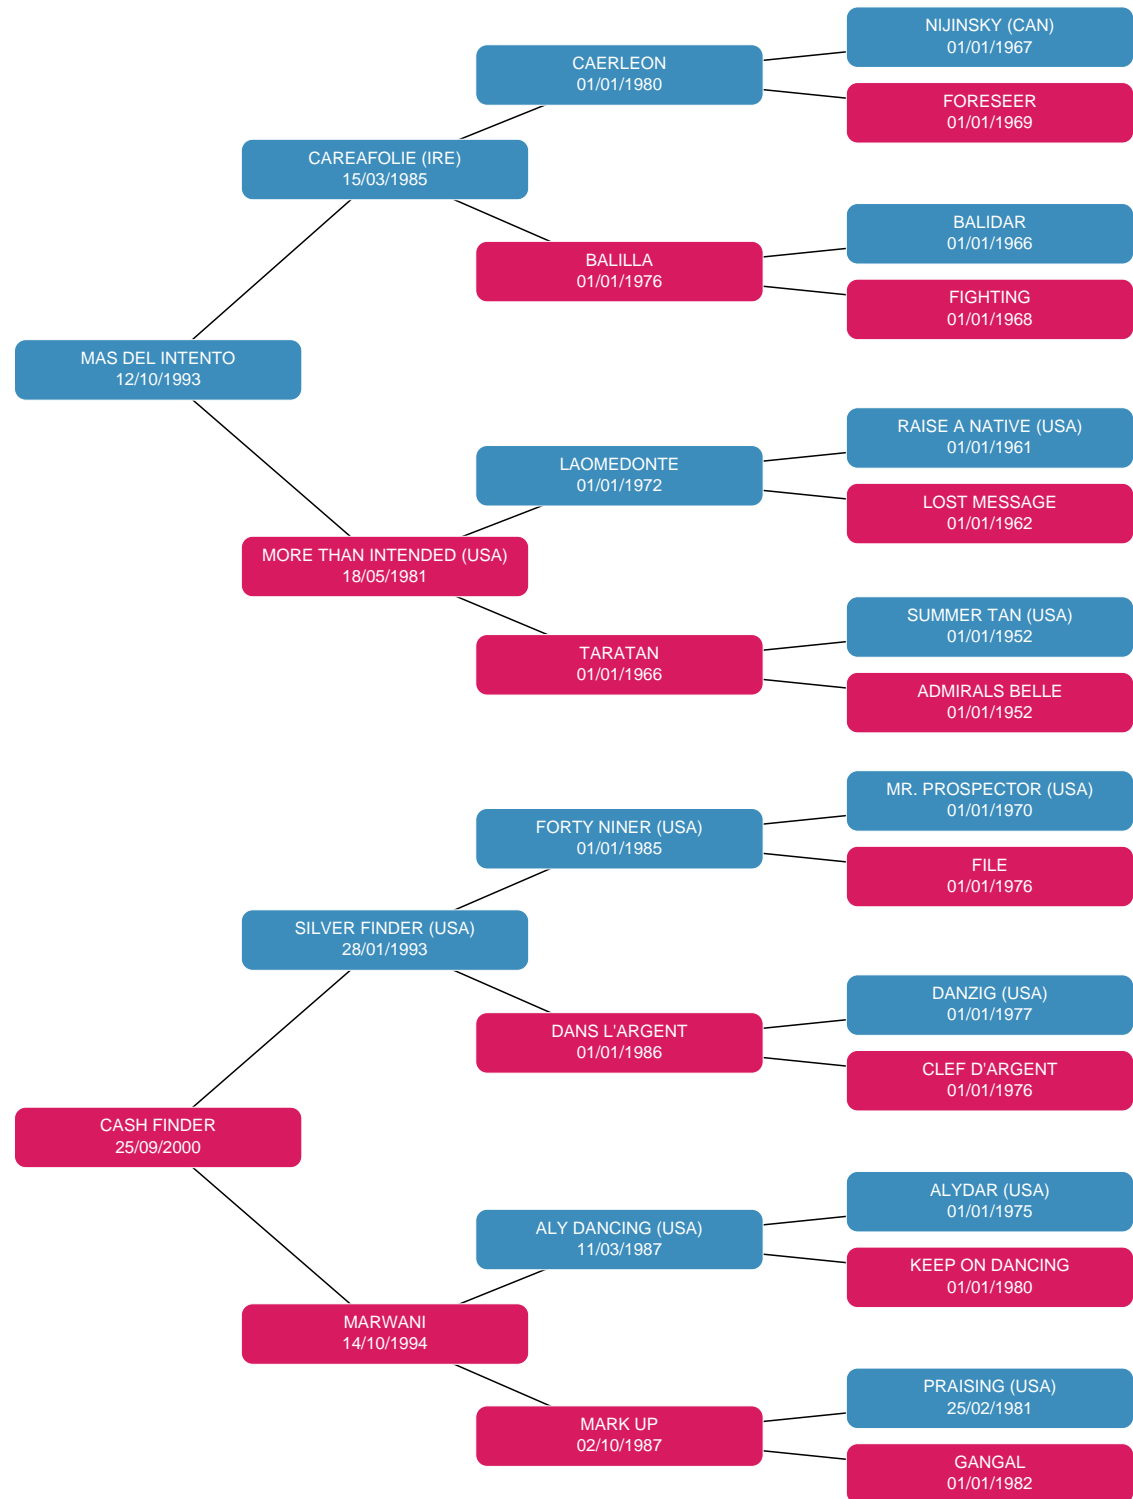 NIJINSKY (CAN)
01/01/1967
CAERLEON
01/01/1980
FORESEER
01/01/1969
CAREAFOLIE (IRE)
15/03/1985
BALIDAR
01/01/1966
BALILLA
01/01/1976
FIGHTING
01/01/1968
MAS DEL INTENTO
12/10/1993
RAISE A NATIVE (USA)
01/01/1961
LAOMEDONTE
01/01/1972
LOST MESSAGE
01/01/1962
MORE THAN INTENDED (USA)
18/05/1981
SUMMER TAN (USA)
01/01/1952
TARATAN
01/01/1966
ADMIRALS BELLE
01/01/1952
MR. PROSPECTOR (USA)
01/01/1970
FORTY NINER (USA)
01/01/1985
FILE
01/01/1976
SILVER FINDER (USA)
28/01/1993
DANZIG (USA)
01/01/1977
DANS L'ARGENT
01/01/1986
CLEF D'ARGENT
01/01/1976
CASH FINDER
25/09/2000
ALYDAR (USA)
01/01/1975
ALY DANCING (USA)
11/03/1987
KEEP ON DANCING
01/01/1980
MARWANI
14/10/1994
PRAISING (USA)
25/02/1981
MARK UP
02/10/1987
GANGAL
01/01/1982